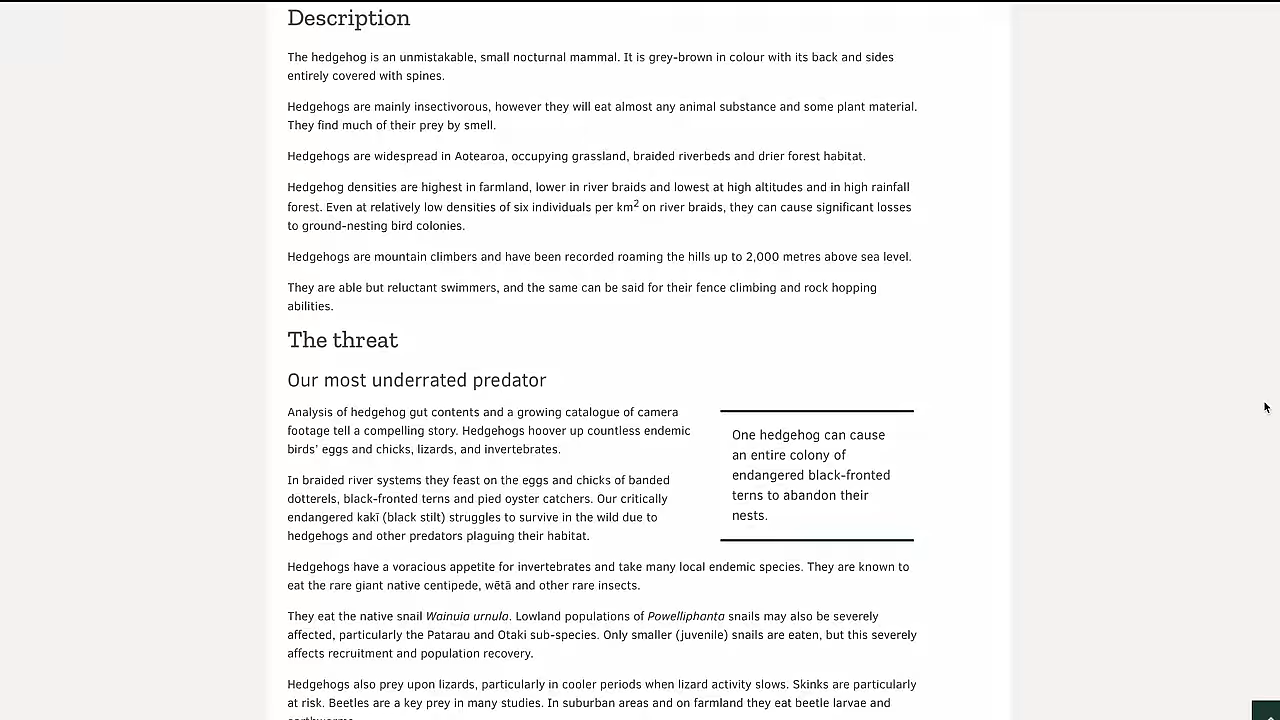 Description
The hedgehog is an unmistakable, small nocturnal mammal. It is grey-brown in colour with its back and sides
entirely covered with spines.
Hedgehogs are mainly insectivorous, however they will eat almost any animal substance and some plant material.
They find much of their prey by smell.
Hedgehogs are widespread in Aotearoa, occupying grassland, braided riverbeds and drier forest habitat.
Hedgehog densities are highest in farmland, lower in river braids and lowest at high altitudes and in high rainfall
forest. Even at relatively low densities of six individuals per km² on river braids, they can cause significant losses
to ground-nesting bird colonies.
Hedgehogs are mountain climbers and have been recorded roaming the hills up to 2,000 metres above sea level.
They are able but reluctant swimmers, and the same can be said for their fence climbing and rock hopping
abilities.
The threat
Our most underrated predator
Analysis of hedgehog gut contents and a growing catalogue of camera
footage tell a compelling story. Hedgehogs hoover up countless endemic
birds' eggs and chicks, lizards, and invertebrates.
In braided river systems they feast on the eggs and chicks of banded
dotterels, black-fronted terns and pied oyster catchers. Our critically
endangered kakī (black stilt) struggles to survive in the wild due to
hedgehogs and other predators plaguing their habitat.
One hedgehog can cause
an entire colony of
endangered black-fronted
terns to abandon their
nests.
Hedgehogs have a voracious appetite for invertebrates and take many local endemic species. They are known to
eat the rare giant native centipede, wētā and other rare insects.
They eat the native snail Wainuia urnula. Lowland populations of Powelliphanta snails may also be severely
affected, particularly the Patarau and Otaki sub-species. Only smaller (juvenile) snails are eaten, but this severely
affects recruitment and population recovery.
Hedgehogs also prey upon lizards, particularly in cooler periods when lizard activity slows. Skinks are particularly
at risk. Beetles are a key prey in many studies. In suburban areas and on farmland they eat beetle larvae and
earthworms.